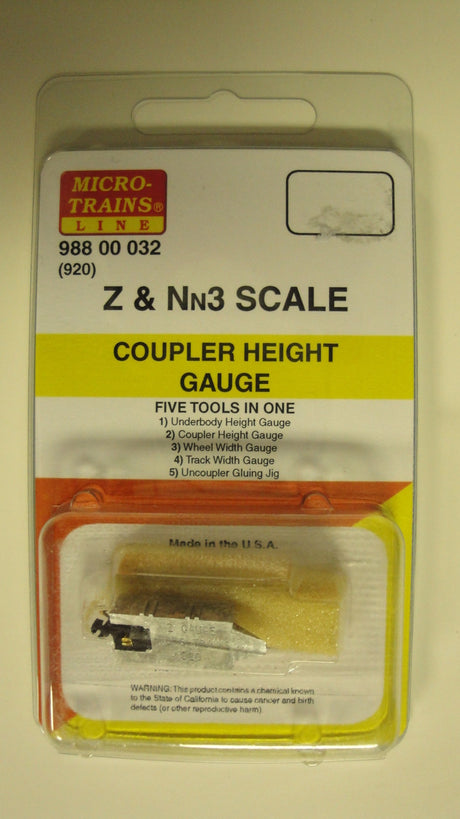 MICRO-
TRAINS®
LINE
988 00 032
(920)
Z & NN3 SCALE
COUPLER HEIGHT
GAUGE
FIVE TOOLS IN ONE
1) Underbody Height Gauge
2) Coupler Height Gauge
3) Wheel Width Gauge
4) Track Width Gauge
5) Uncoupler Gluing Jig
Made in the U.S.A.
Z GAUGE
WARNING: This product contains a chemical known
to the State of California to cause cancer and birth
defects (or other reproductive harm).